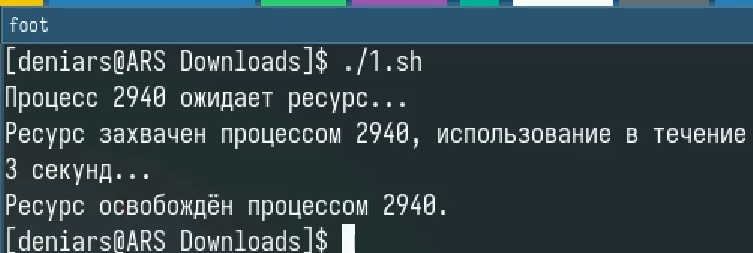 foot
[deniars@ARS Downloads]$ ./1.sh
Процесс 2940 ожидает ресурс...
Ресурс захвачен процессом 2940, использование в течение
3 секунд...
Ресурс освобождён процессом 2940.
[deniars@ARS Downloads]$